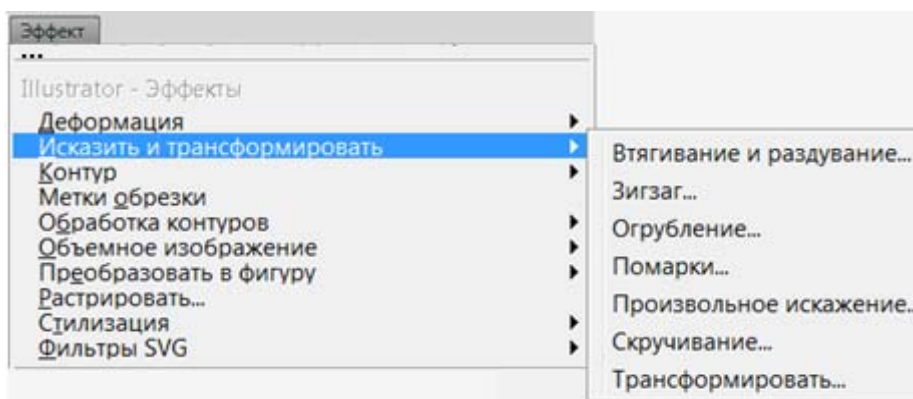 Эффект
...
Illustrator - Эффекты
Деформация
Исказить и трансформировать
Контур
Метки обрезки
Обработка контуров
Объемное изображение
Преобразовать в фигуру
Растрировать...
Стилизация
Фильтры SVG
Втягивание и раздувание...
Зигзаг...
Огрубление...
Помарки...
Произвольное искажение..
Скручивание...
Трансформировать...